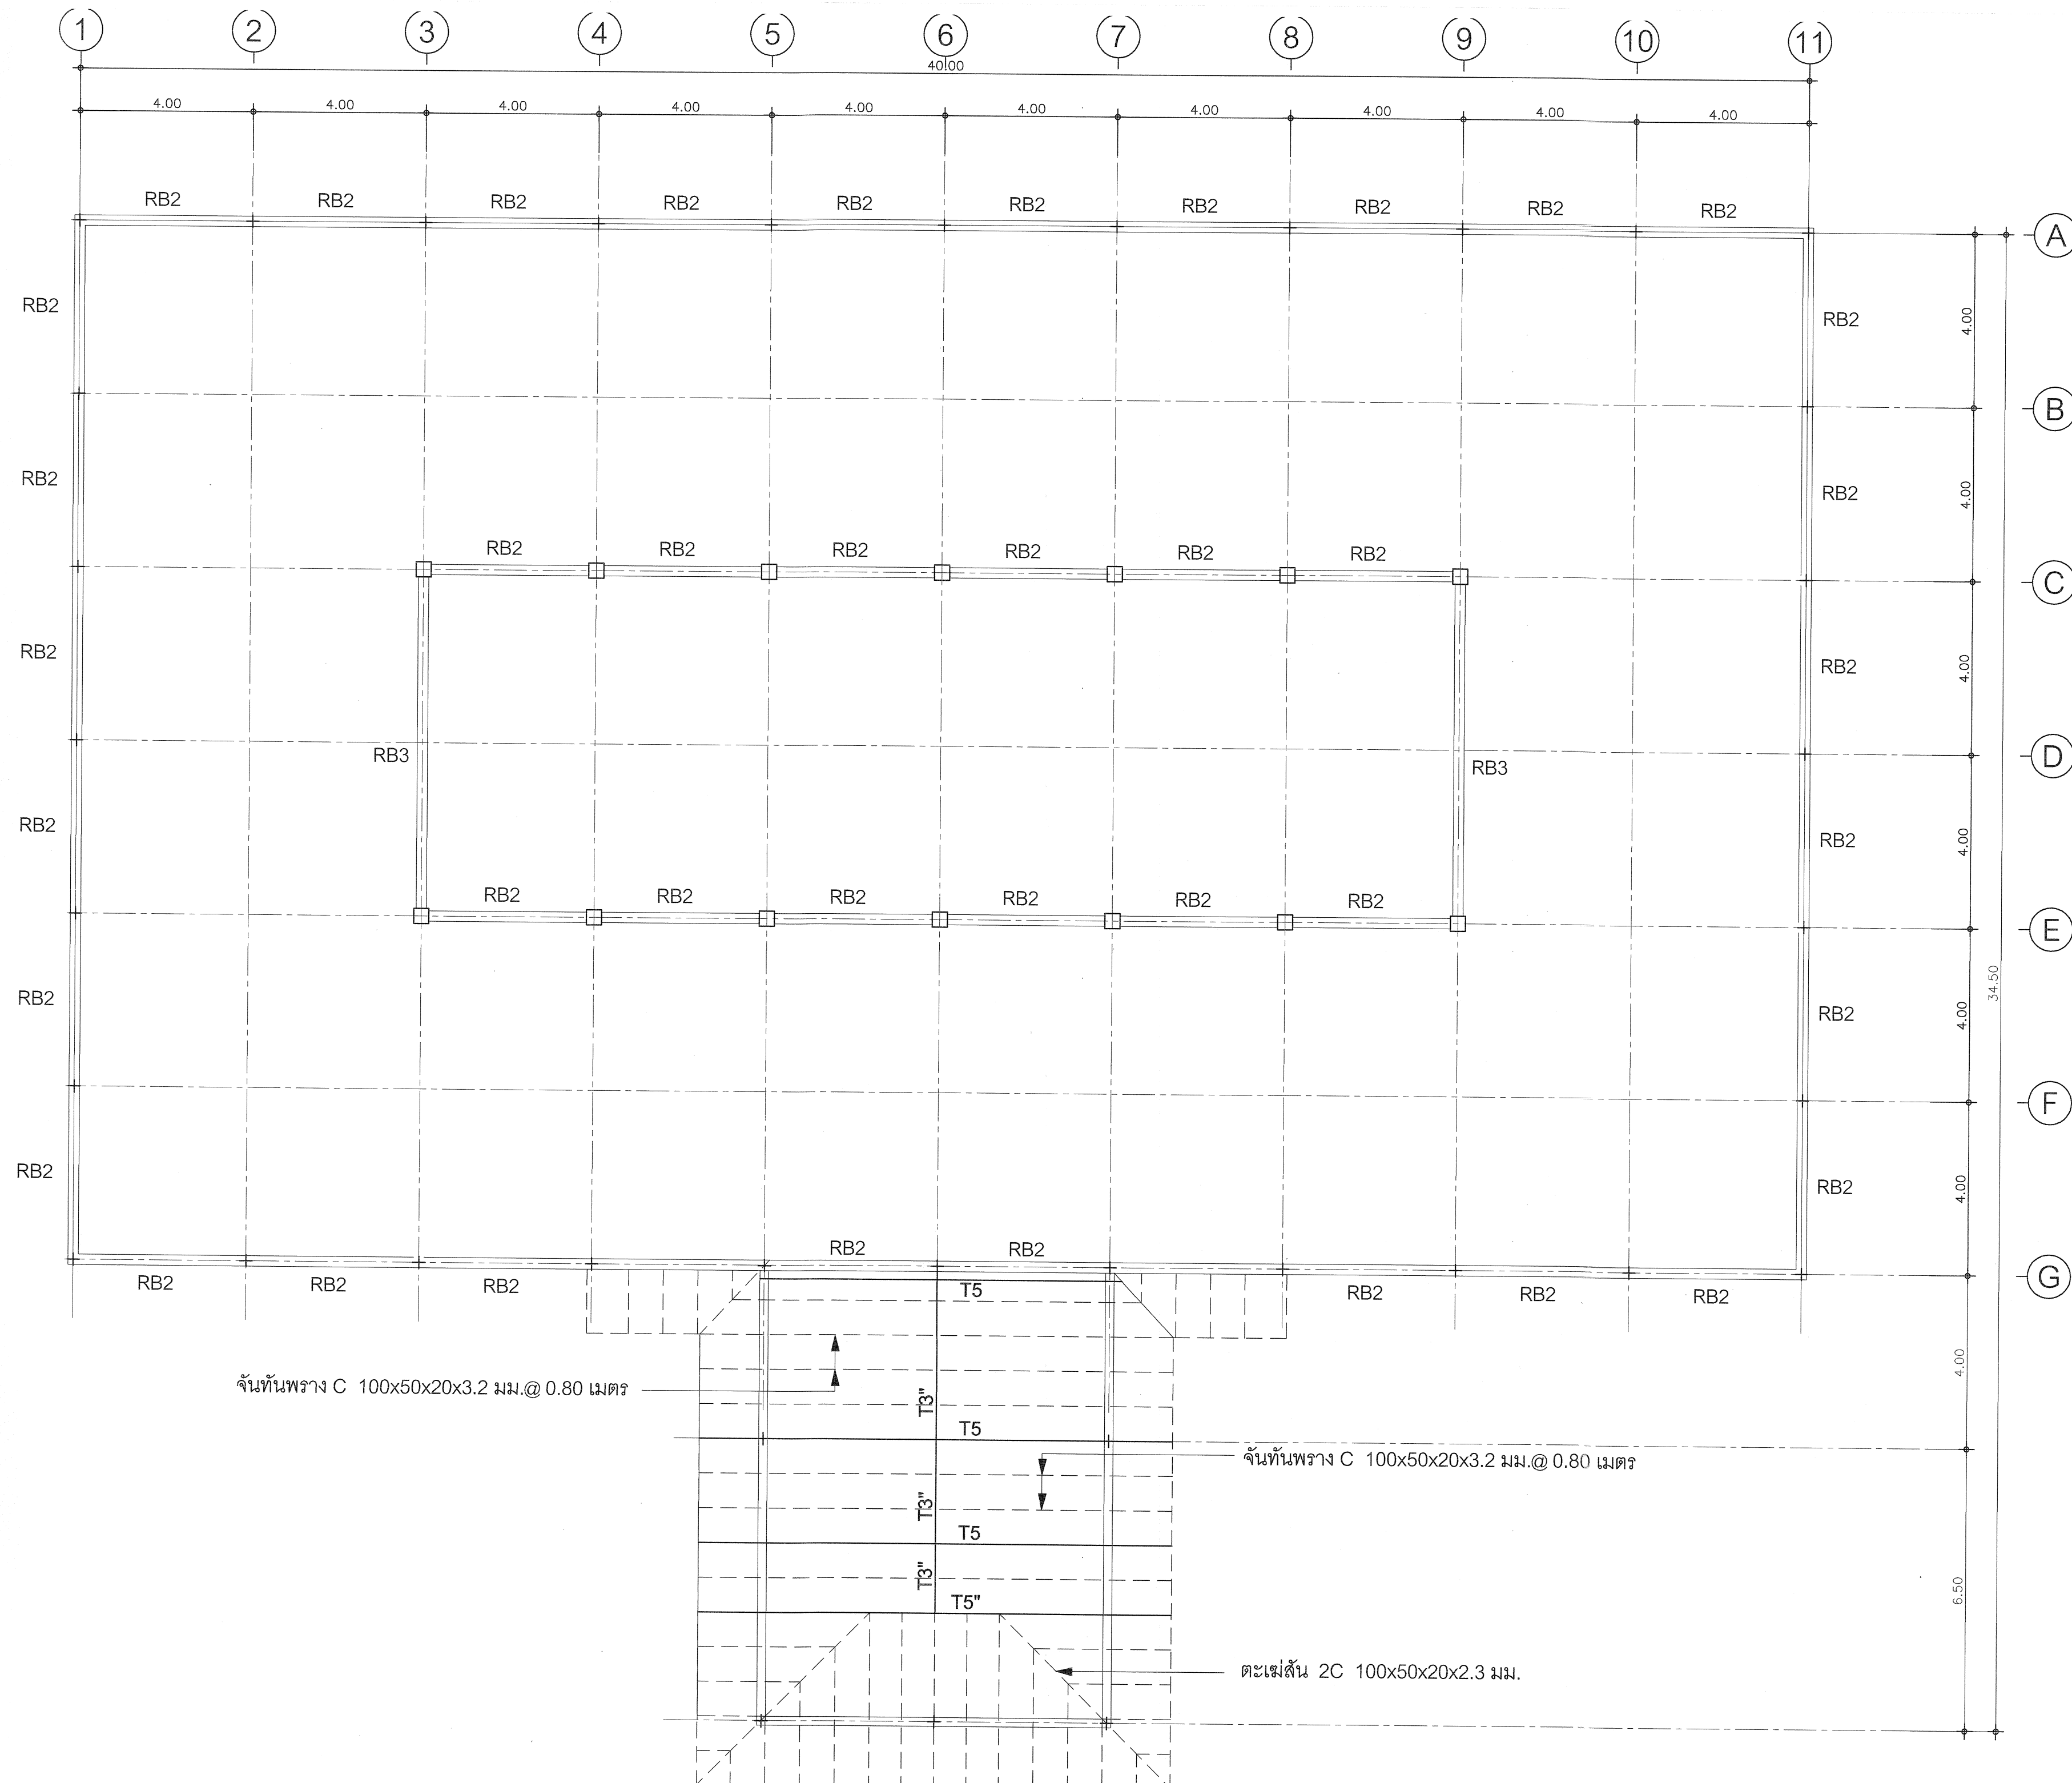 1 2 3 4 5 6 7 8 9 10 11
40.00
4.00 4.00 4.00 4.00 4.00 4.00 4.00 4.00 4.00 4.00
RB2 RB2 RB2 RB2 RB2 RB2 RB2 RB2 RB2 RB2
A
RB2 RB2 4.00
B
RB2 RB2 4.00
RB2 RB2 RB2 RB2 RB2 RB2
C
RB2 RB2 4.00
RB3 RB3 D
RB2 RB2 4.00
RB2 RB2 RB2 RB2 RB2 RB2
E
34.50
RB2 RB2 4.00
F
RB2 RB2 4.00
RB2 RB2
G
RB2 RB2 RB2 T5 RB2 RB2 RB2
4.00
จันทันพราง C 100x50x20x3.2 มม.@ 0.80 เมตร
T3"
T5
จันทันพราง C 100x50x20x3.2 มม.@ 0.80 เมตร
T3"
T5
T3"
6.50
T5"
ตะเฆ่สัน 2C 100x50x20x2.3 มม.